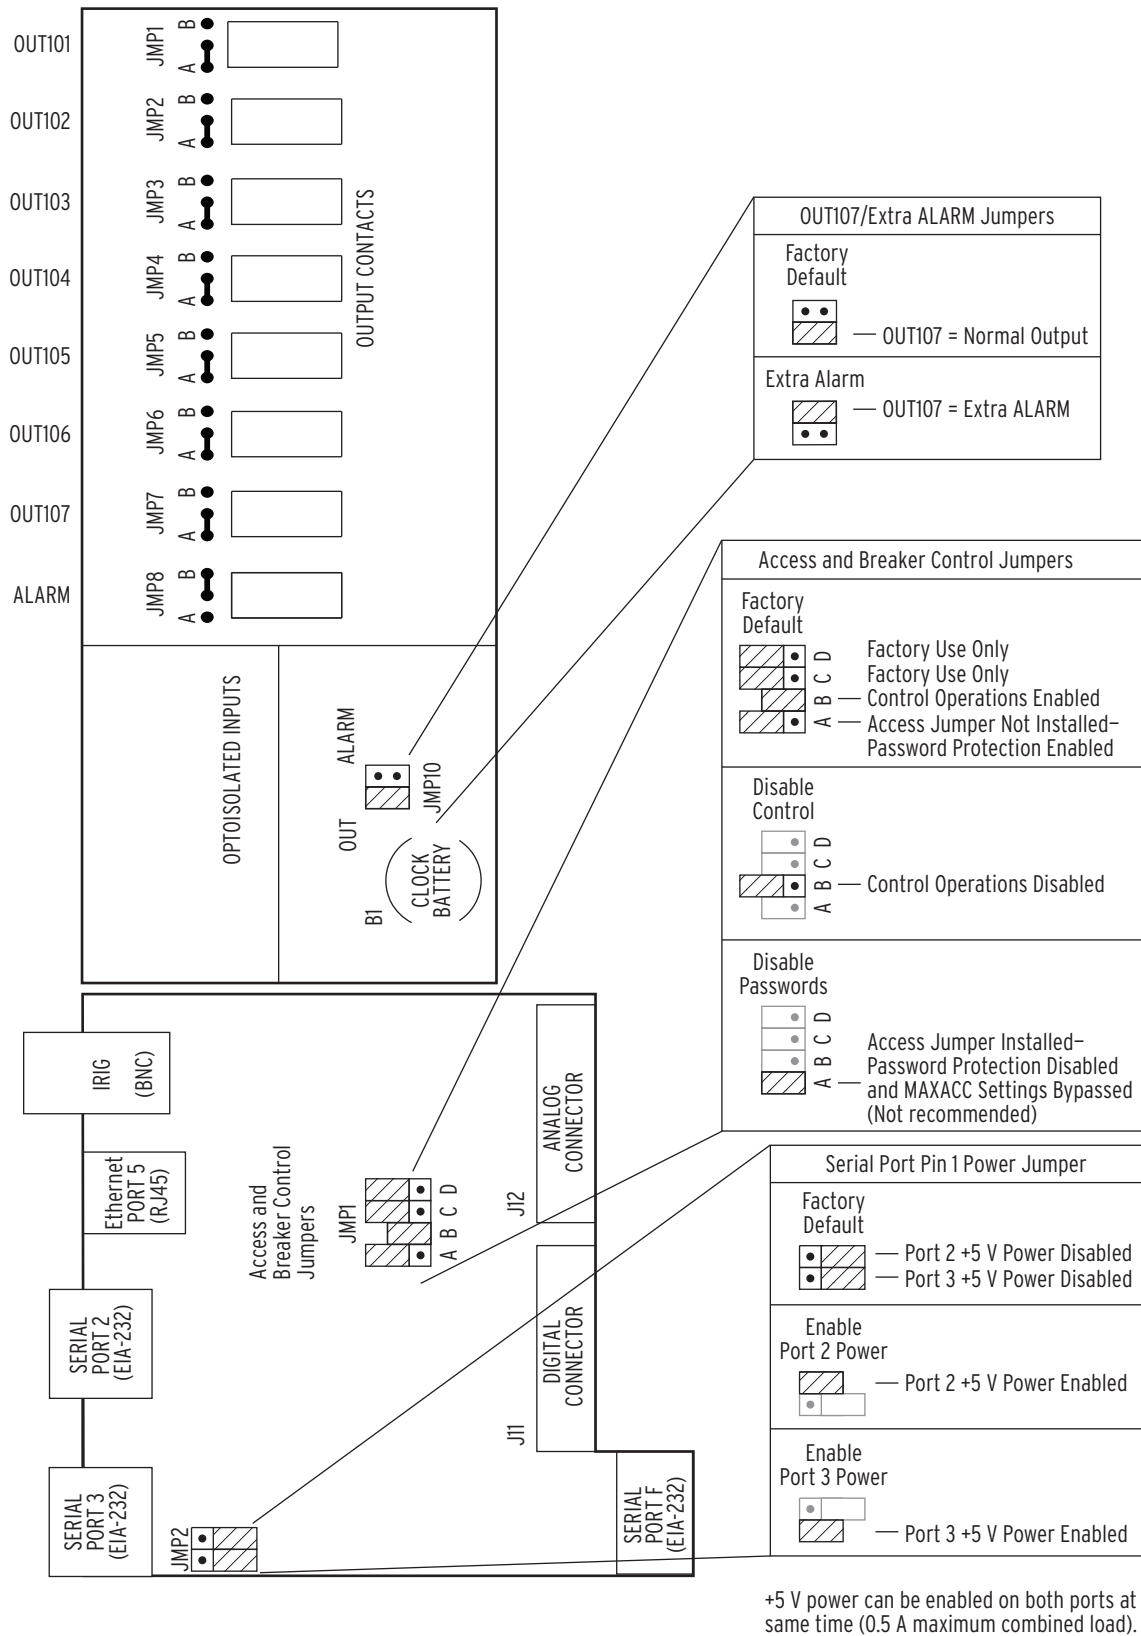 OUT101
JMP1
A B
OUT102
JMP2
A B
OUT103
JMP3
A B
OUT104
JMP4
A B
OUT105
JMP5
A B
OUT106
JMP6
A B
OUT107
JMP7
A B
ALARM
JMP8
A B
OUTPUT CONTACTS
OPTOISOLATED INPUTS
ALARM
JMP10
OUT
CLOCK
BATTERY
B1
OUT107/Extra ALARM Jumpers
Factory
Default
OUT107 = Normal Output
Extra Alarm
OUT107 = Extra ALARM
Access and Breaker Control Jumpers
Factory
Default
D Factory Use Only
C Factory Use Only
B Control Operations Enabled
A Access Jumper Not Installed–
Password Protection Enabled
Disable
Control
D
C
B Control Operations Disabled
A
Disable
Passwords
D
C
B
A
Access Jumper Installed–
Password Protection Disabled
and MAXACC Settings Bypassed
(Not recommended)
IRIG
(BNC)
Ethernet
PORT 5
(RJ45)
SERIAL
PORT 2
(EIA-232)
SERIAL
PORT 3
(EIA-232)
Access and
Breaker Control
Jumpers
JMP1
A B C D
ANALOG
CONNECTOR
J12
DIGITAL
CONNECTOR
J11
JMP2
SERIAL
PORT F
(EIA-232)
Serial Port Pin 1 Power Jumper
Factory
Default
Port 2 +5 V Power Disabled
Port 3 +5 V Power Disabled
Enable
Port 2 Power
Port 2 +5 V Power Enabled
Enable
Port 3 Power
Port 3 +5 V Power Enabled
+5 V power can be enabled on both ports at
same time (0.5 A maximum combined load).